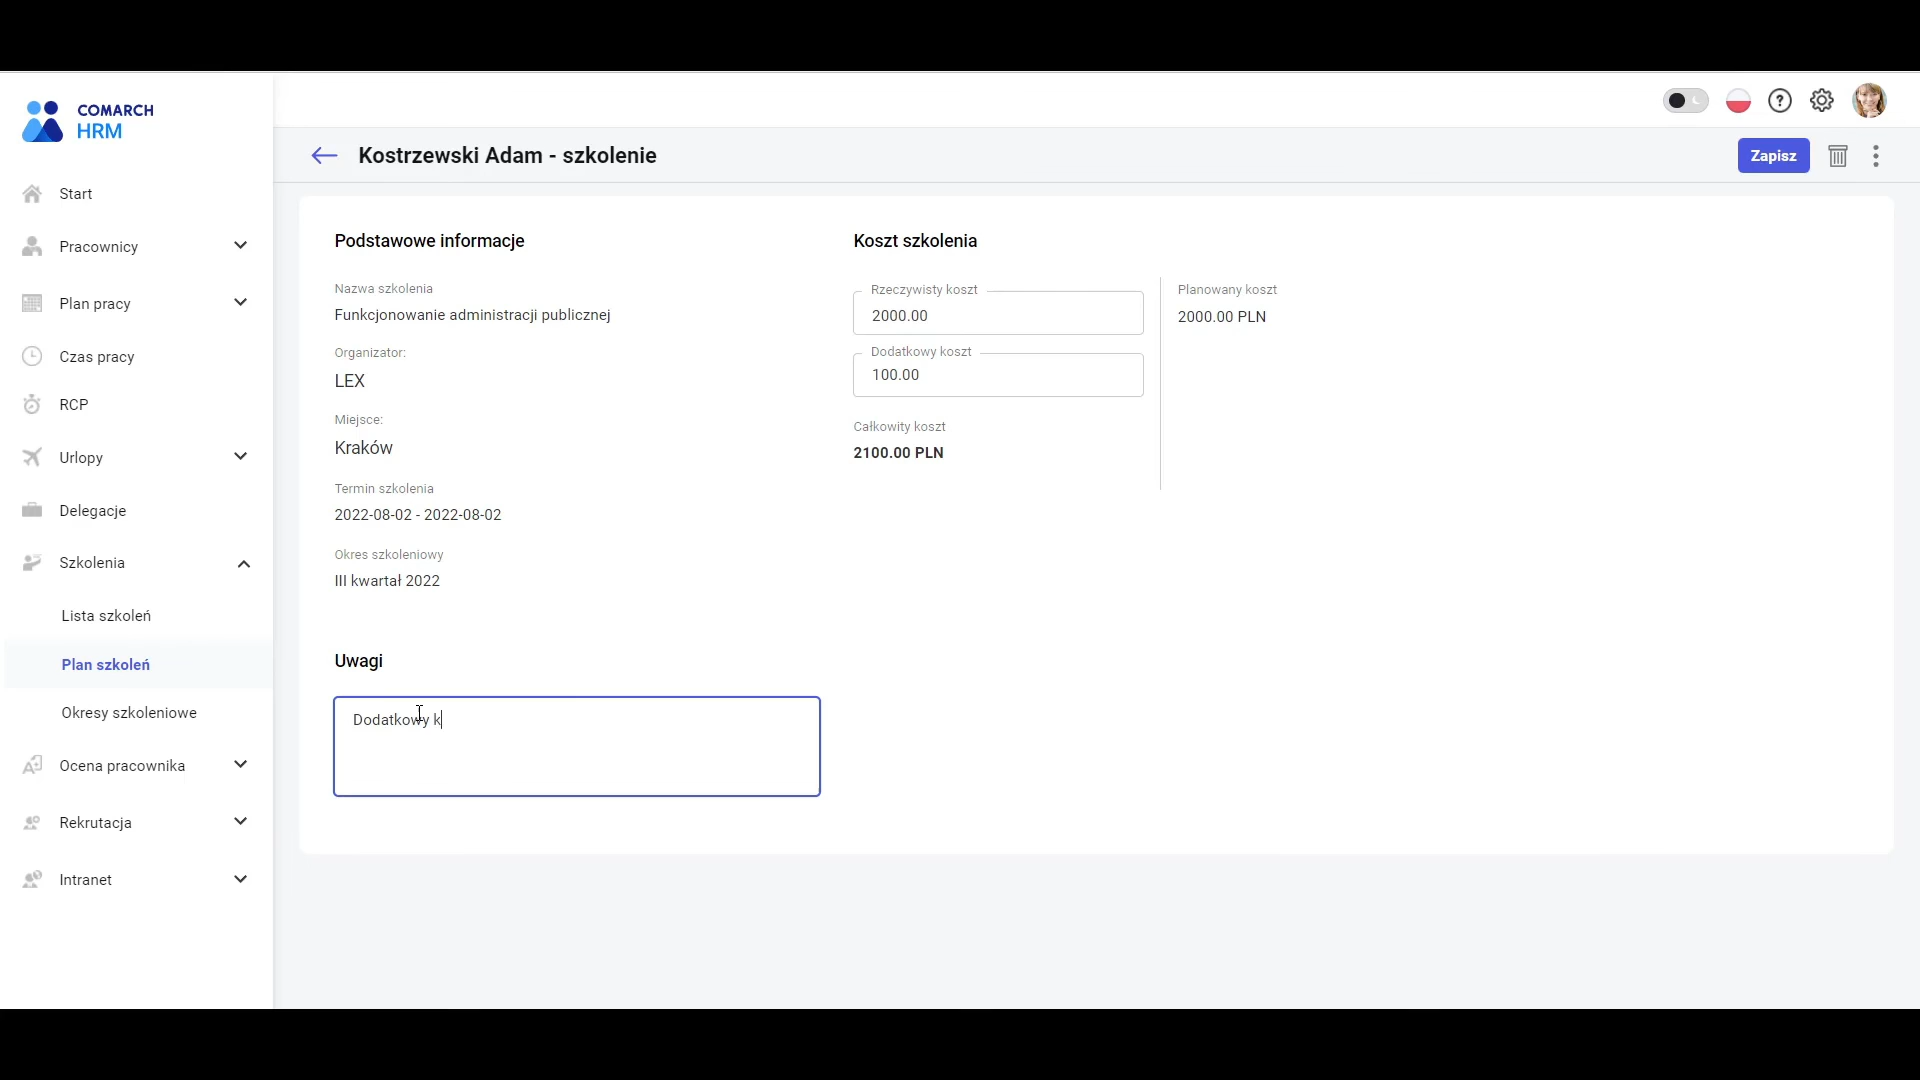 COMARCH
HRM
Start
Pracownicy
Plan pracy
Czas pracy
RCP
Urlopy
Delegacje
Szkolenia
Lista szkoleń
Plan szkoleń
Okresy szkoleniowe
Ocena pracownika
Rekrutacja
Intranet
Kostrzewski Adam - szkolenie
Zapisz
Podstawowe informacje
Nazwa szkolenia
Funkcjonowanie administracji publicznej
Organizator:
LEX
Miejsce:
Kraków
Termin szkolenia
2022-08-02 - 2022-08-02
Okres szkoleniowy
III kwartał 2022
Koszt szkolenia
Rzeczywisty koszt
2000.00
Dodatkowy koszt
100.00
Całkowity koszt
2100.00 PLN
Planowany koszt
2000.00 PLN
Uwagi
Dodatkowy k